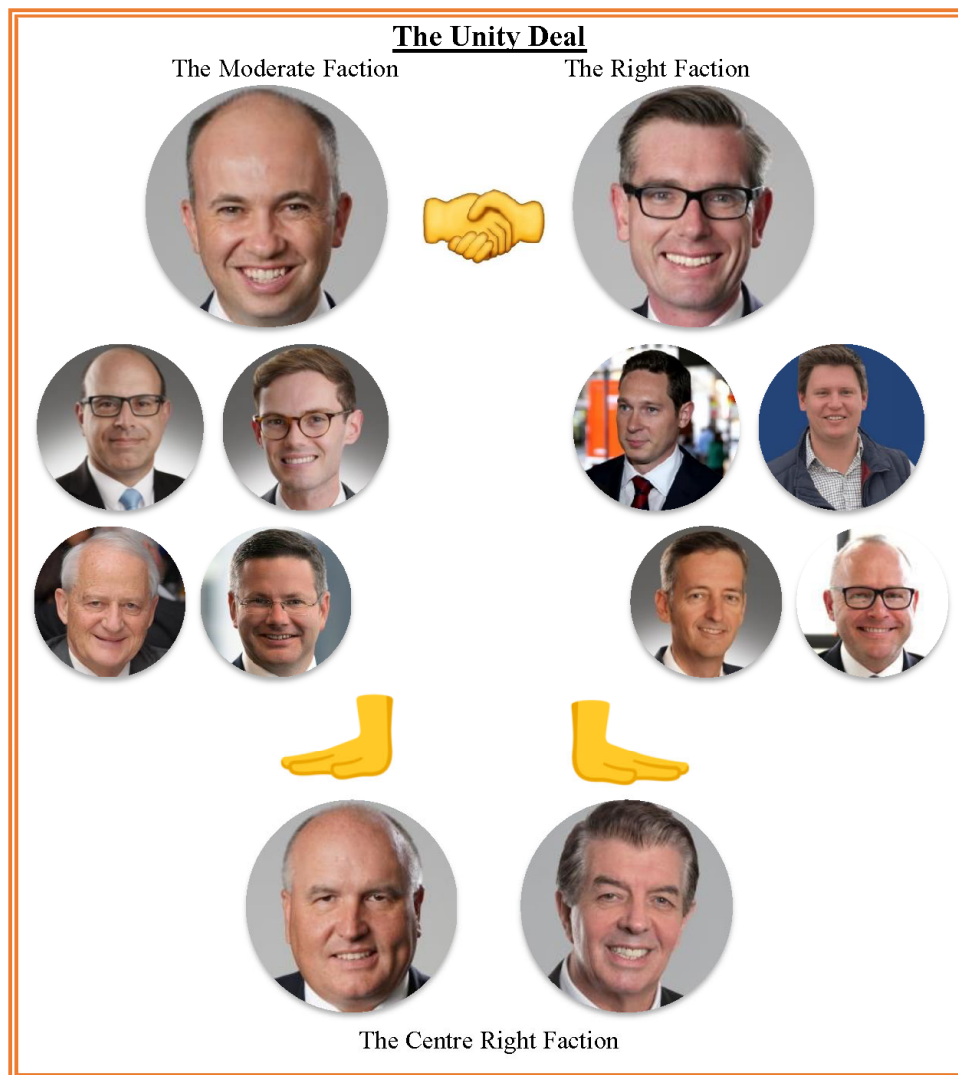 The Unity Deal
The Moderate Faction
The Right Faction
The Centre Right Faction